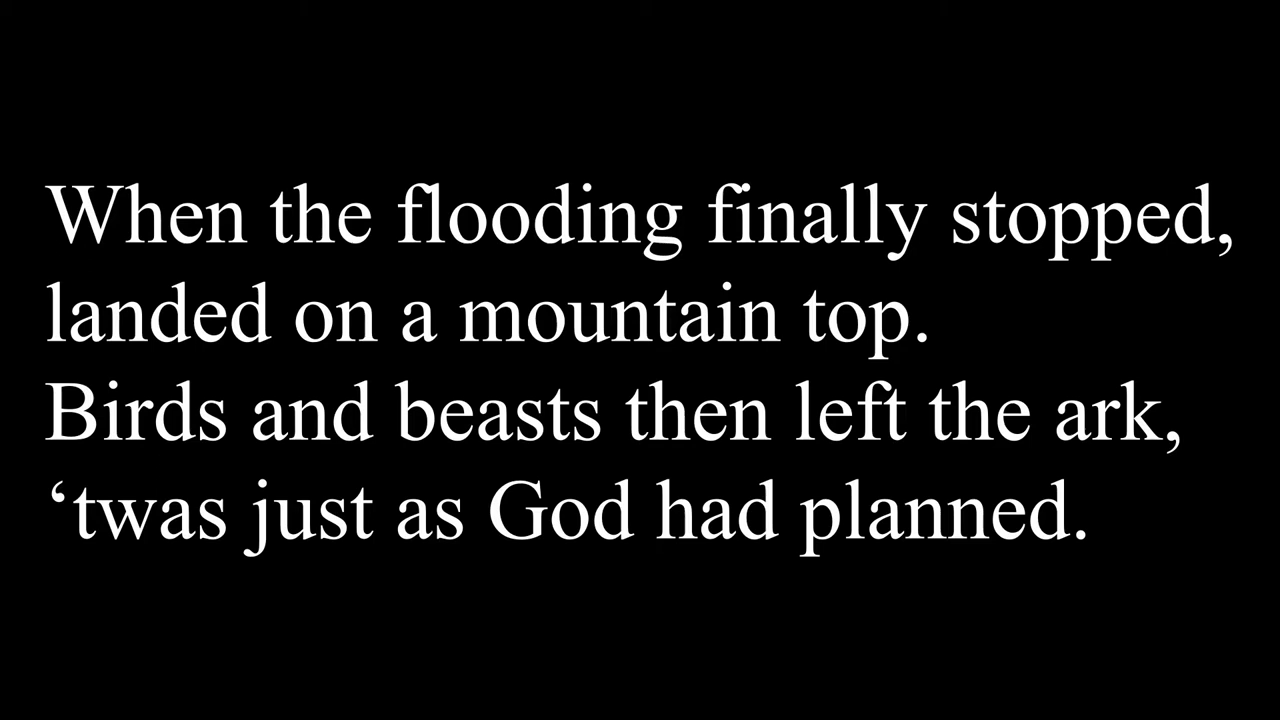 When the flooding finally stopped,
landed on a mountain top.
Birds and beasts then left the ark,
‘twas just as God had planned.